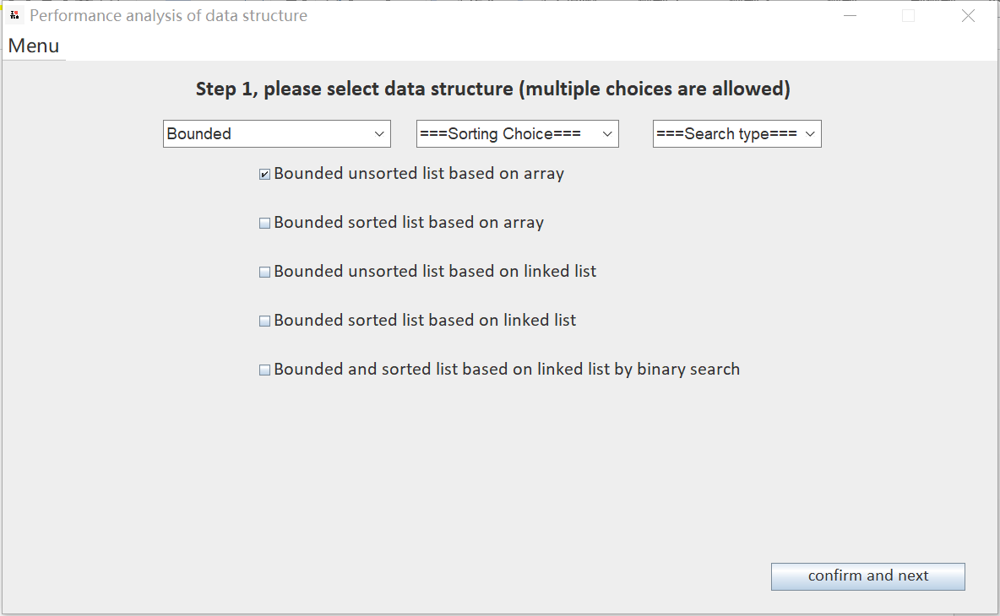 Performance analysis of data structure
Menu
Step 1, please select data structure (multiple choices are allowed)
Bounded ===Sorting Choice=== ===Search type===
Bounded unsorted list based on array
Bounded sorted list based on array
Bounded unsorted list based on linked list
Bounded sorted list based on linked list
Bounded and sorted list based on linked list by binary search
confirm and next